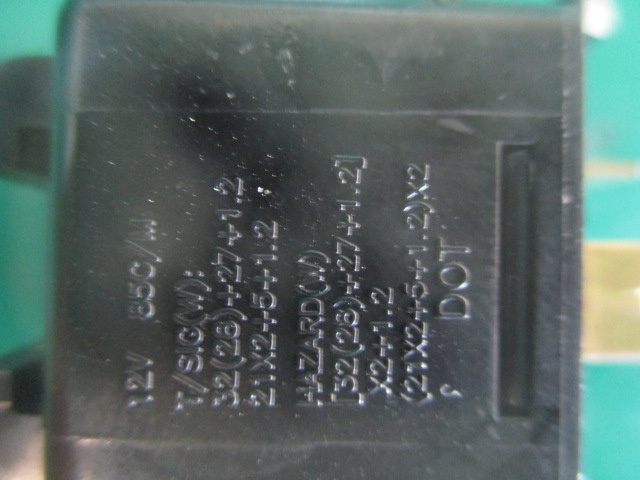 12V 85C/M
T/SIG(W):
32(28)+27+1.2
21X2+5+1.2
HAZARD(W)
[32(28)+27+1.2]
X2+1.2
(21X2+5+1.2)X2
DOT